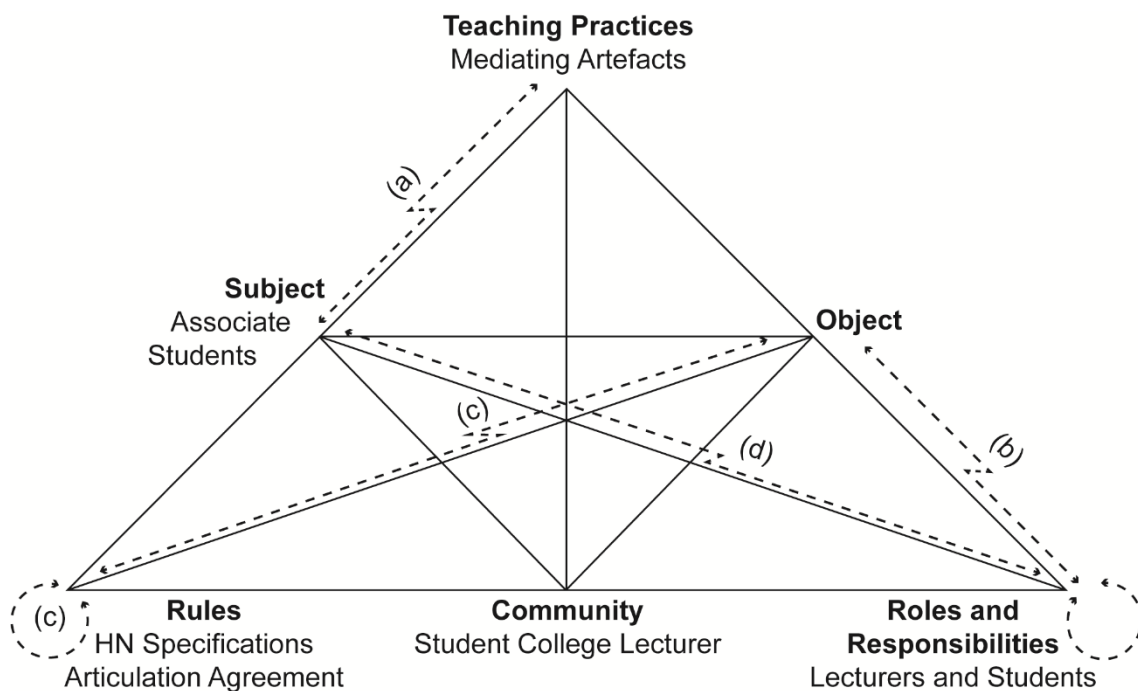 Teaching Practices
Mediating Artefacts
(a)
Subject
Associate
Students
Object
(c)
(d)
(b)
(c)
Rules
HN Specifications
Articulation Agreement
Community
Student College Lecturer
Roles and
Responsibilities
Lecturers and Students